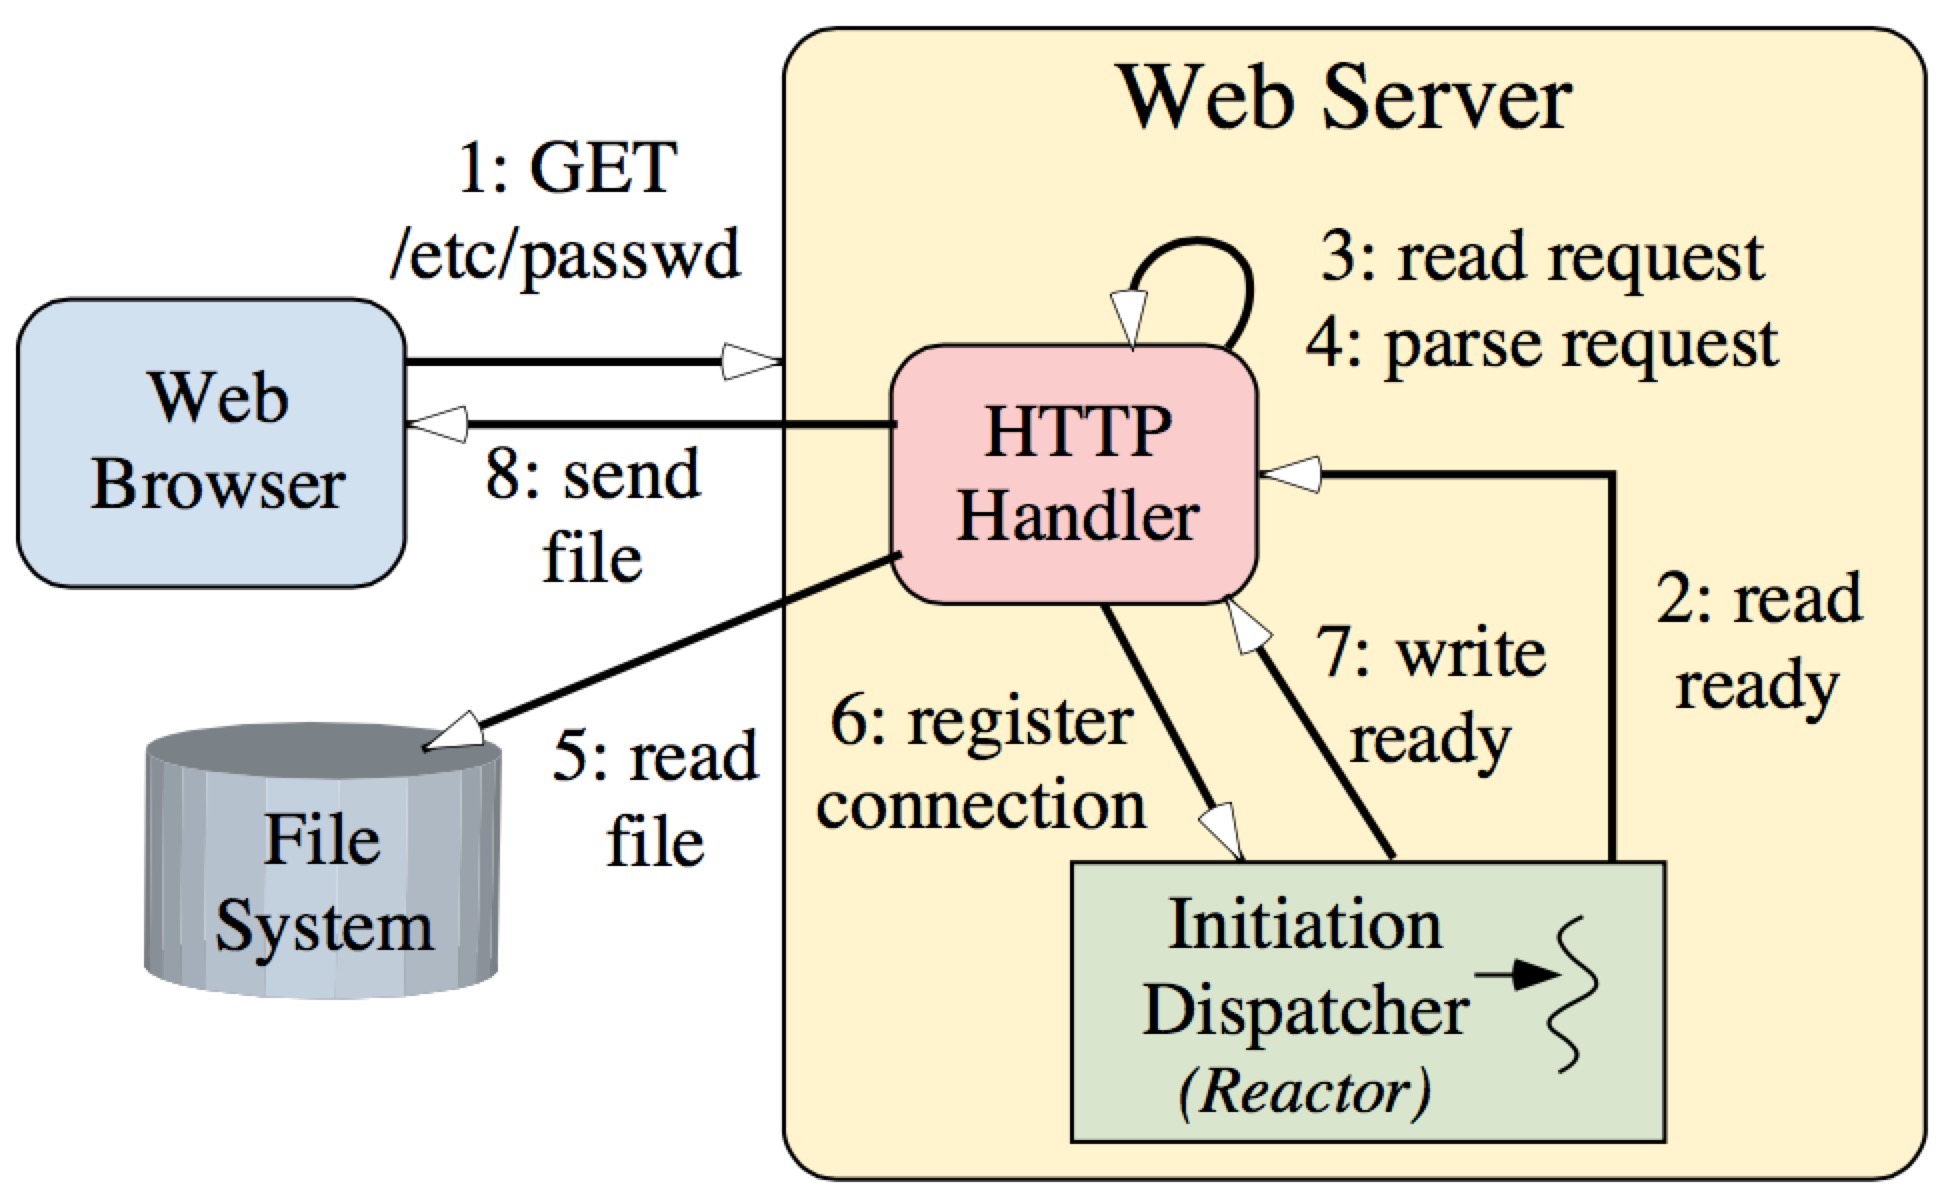 Web Server
1: GET
/etc/passwd
3: read request
4: parse request
Web
Browser
HTTP
Handler
8: send
file
2: read
ready
7: write
ready
6: register
connection
5: read
file
File
System
Initiation
Dispatcher
(Reactor)